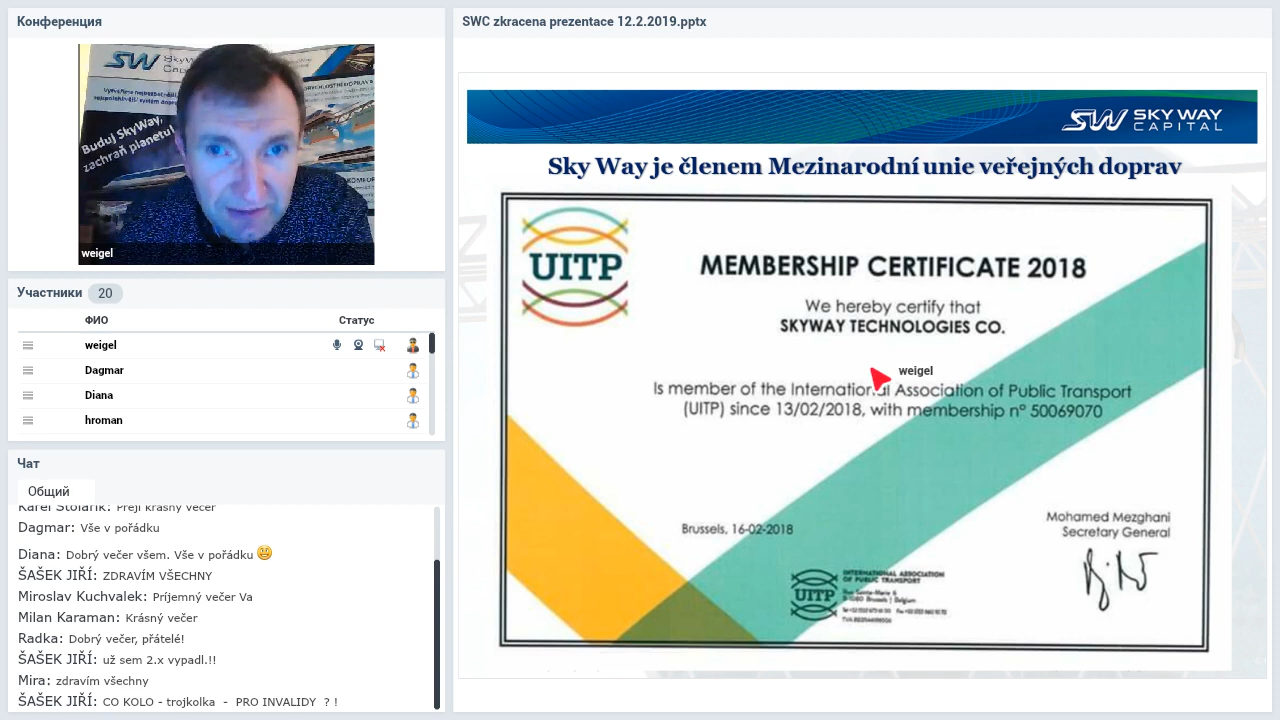 Конференция
SW Sky
Buduj SkyWay,
zachraň planetu!
weigel
Участники 20
ФИО Статус
weigel
Dagmar
Diana
hroman
Чат
Общий
Karel Stolařík: Přeji krásný večer
Dagmar: Vše v pořádku
Diana: Dobrý večer všem. Vše v pořádku
ŠAŠEK JIŘÍ: ZDRAVÍM VŠECHNY
Miroslav Kuchvalek: Príjemný večer Va
Milan Karaman: Krásný večer
Radka: Dobrý večer, přátelé!
ŠAŠEK JIŘÍ: už sem 2.x vypadl.!!
Mira: zdravím všechny
ŠAŠEK JIŘÍ: CO KOLO - trojkolka - PRO INVALIDY ? !
SWC zkracena prezentace 12.2.2019.pptx
SW SKY WAY
CAPITAL
Sky Way je členem Mezinarodní unie veřejných doprav
UITP
MEMBERSHIP CERTIFICATE 2018
We hereby certify that
SKYWAY TECHNOLOGIES CO.
weigel
Is member of the International Association of Public Transport
(UITP) since 13/02/2018, with membership n° 50069070
Brussels, 16-02-2018
Mohamed Mezghani
Secretary General
UITP
INTERNATIONAL ASSOCIATION
OF PUBLIC TRANSPORT